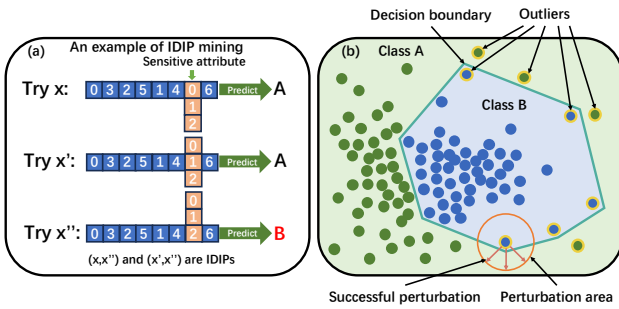 (a)
An example of IDIP mining
Sensitive attribute
Try x: 0 3 2 5 1 4 0 6 Predict A
1
2
0
Try x': 0 3 2 5 1 4 1 6 Predict A
2
0
1
Try x'': 0 3 2 5 1 4 2 6 Predict B
(x,x'') and (x',x'') are IDIPs
Decision boundary
Outliers
(b)
Class A
Class B
Successful perturbation
Perturbation area